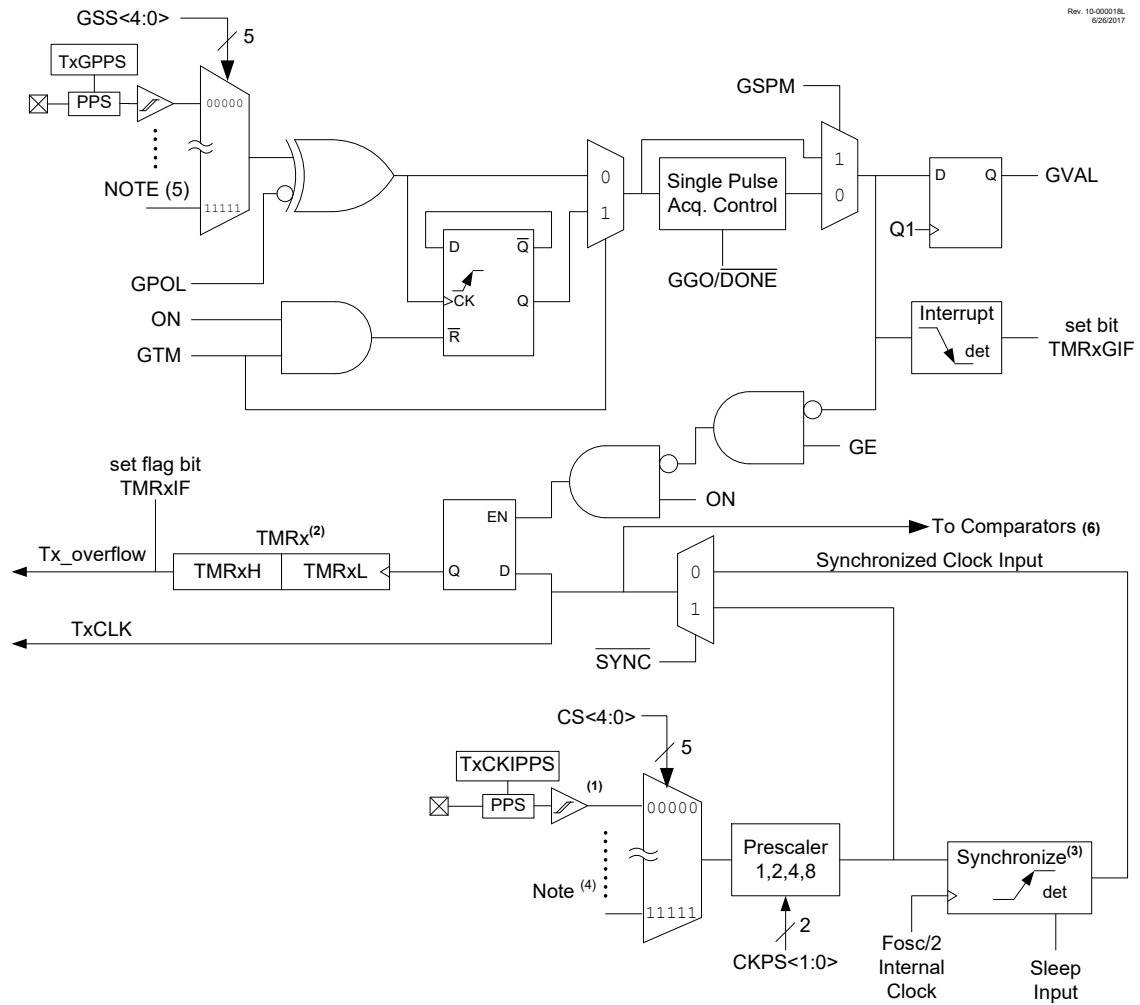 Rev. 10-000018L
6/26/2017
GSS<4:0>
5
TxGPPS
PPS
00000
NOTE (5)
11111
GPOL
ON
GTM
D
Q
CK
Q
R
0
1
Single Pulse
Acq. Control
GGO/DONE
GSPM
1
0
D
Q
Q1
GVAL
Interrupt
det
set bit
TMRxGIF
GE
ON
set flag bit
TMRxIF
Tx_overflow
TMRx(2)
TMRxH
TMRxL
EN
Q
D
To Comparators (6)
Synchronized Clock Input
0
1
TxCLK
SYNC
CS<4:0>
5
TxCKIPPS
PPS
(1)
00000
Note (4)
11111
Prescaler
1,2,4,8
2
CKPS<1:0>
Synchronize(3)
det
Fosc/2
Internal
Clock
Sleep
Input